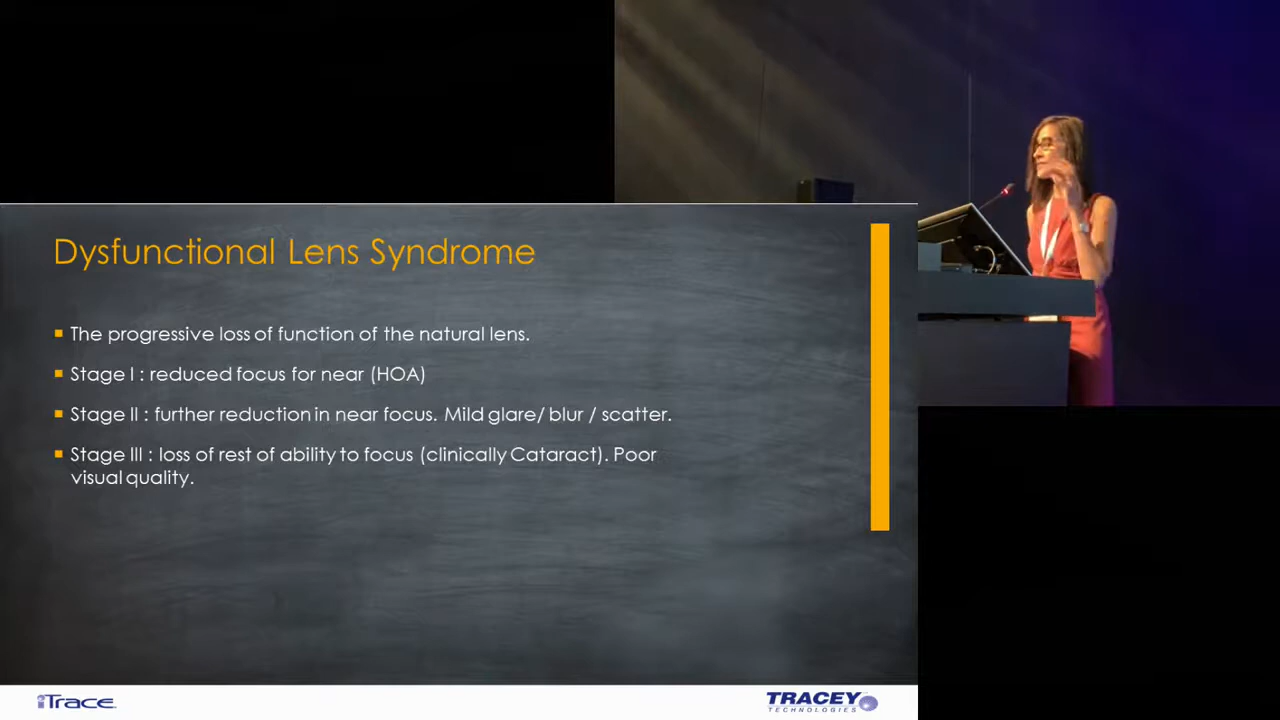 Dysfunctional Lens Syndrome
The progressive loss of function of the natural lens.
Stage I : reduced focus for near (HOA)
Stage II : further reduction in near focus. Mild glare/ blur / scatter.
Stage III : loss of rest of ability to focus (clinically Cataract). Poor
visual quality.
iTrace
TRACEY
TECHNOLOGIES